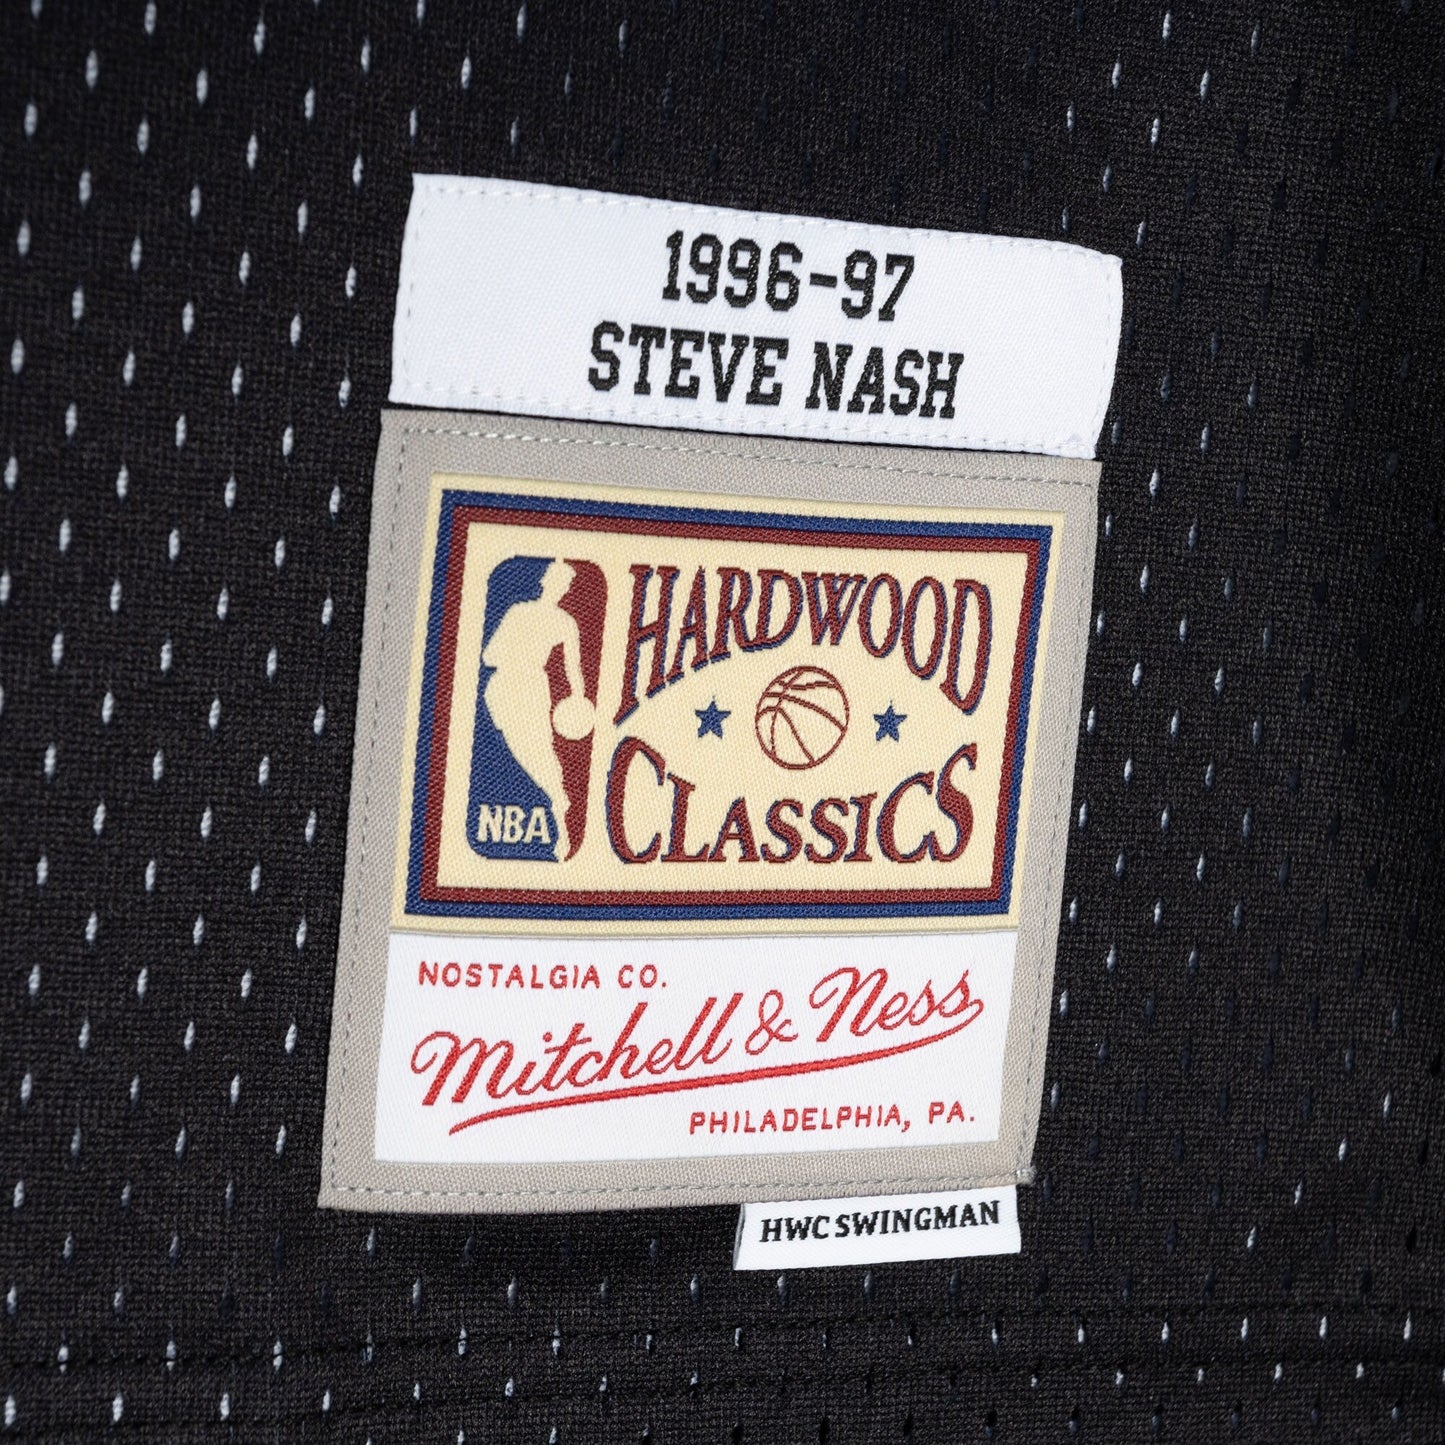 1996-97
STEVE NASH
HARDWOOD
CLASSICS
NBA
NOSTALGIA CO.
Mitchell & Ness
PHILADELPHIA, PA.
HWC SWINGMAN